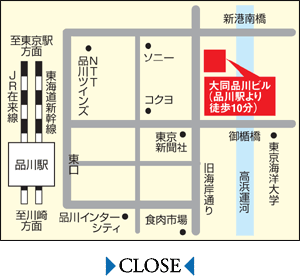 新港南橋
至東京駅
方面
JR在来線
東海道新幹線
NTT
品川ツインズ
ソニー
コクヨ
大同品川ビル
(品川駅より
徒歩10分)
東京
新聞社
御楯橋
品川駅
東口
旧海岸通り
高浜運河
東京海洋大学
至川崎
方面
品川インター
シティ
食肉市場
CLOSE